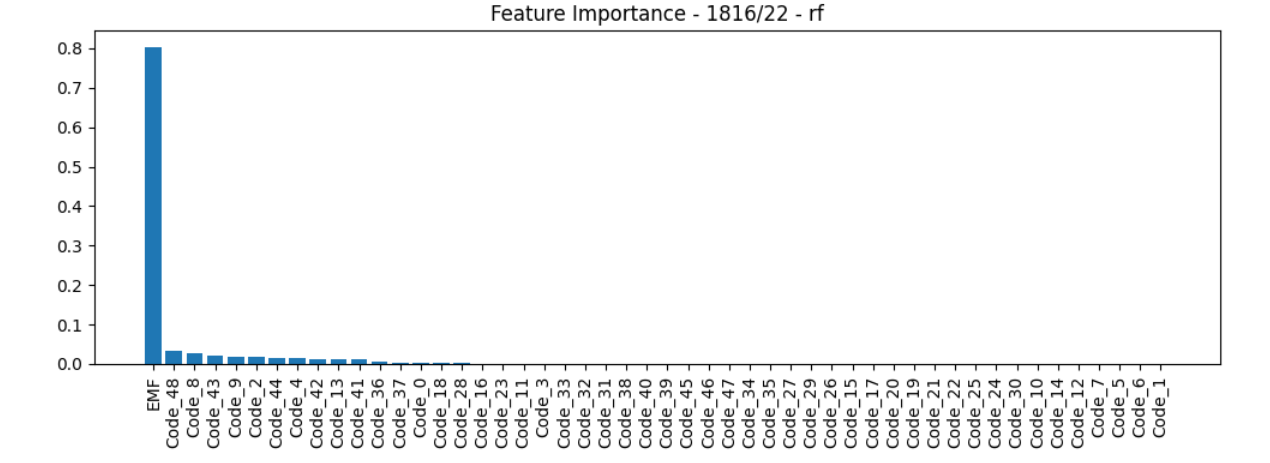 Feature Importance - 1816/22 - rf
0.8
0.7
0.6
0.5
0.4
0.3
0.2
0.1
0.0
EMF
Code_48
Code_8
Code_43
Code_9
Code_2
Code_44
Code_4
Code_42
Code_13
Code_41
Code_36
Code_37
Code_0
Code_18
Code_28
Code_16
Code_23
Code_11
Code_3
Code_33
Code_32
Code_31
Code_38
Code_40
Code_39
Code_45
Code_46
Code_47
Code_34
Code_35
Code_27
Code_29
Code_26
Code_15
Code_17
Code_20
Code_19
Code_21
Code_22
Code_25
Code_24
Code_30
Code_10
Code_14
Code_12
Code_7
Code_5
Code_6
Code_1